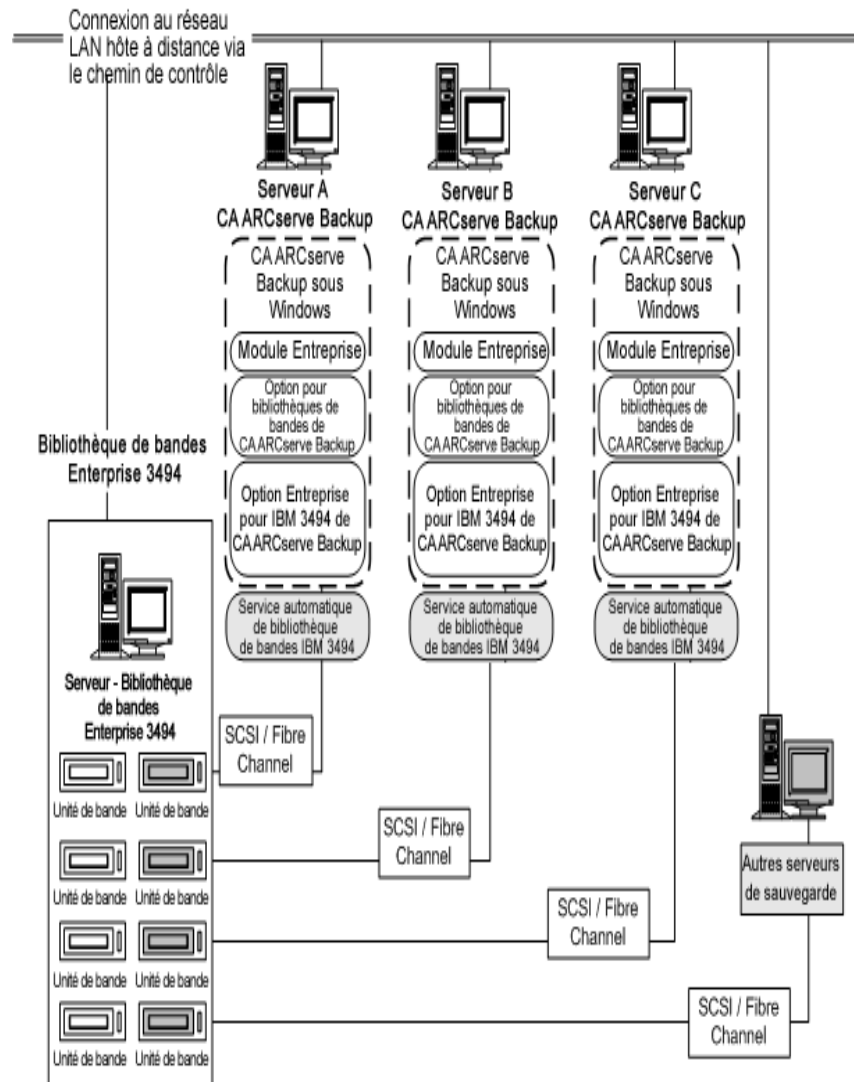 Connexion au réseau
LAN hôte à distance via
le chemin de contrôle
Serveur A
CA ARCserve Backup
Serveur B
CA ARCserve Backup
Serveur C
CA ARCserve Backup
CA ARCserve
Backup sous
Windows
Module Entreprise
Option pour
bibliothèques de
bandes de
CA ARCserve Backup
Option Entreprise
pour IBM 3494 de
CA ARCserve Backup
Service automatique
de bibliothèque
de bandes IBM 3494
CA ARCserve
Backup sous
Windows
Module Entreprise
Option pour
bibliothèques de
bandes de
CA ARCserve Backup
Option Entreprise
pour IBM 3494 de
CA ARCserve Backup
Service automatique
de bibliothèque
de bandes IBM 3494
CA ARCserve
Backup sous
Windows
Module Entreprise
Option pour
bibliothèques de
bandes de
CA ARCserve Backup
Option Entreprise
pour IBM 3494 de
CA ARCserve Backup
Service automatique
de bibliothèque
de bandes IBM 3494
Bibliothèque de bandes
Enterprise 3494
Serveur - Bibliothèque
de bandes
Enterprise 3494
Unité de bande
Unité de bande
Unité de bande
Unité de bande
Unité de bande
Unité de bande
Unité de bande
Unité de bande
SCSI / Fibre
Channel
SCSI / Fibre
Channel
SCSI / Fibre
Channel
SCSI / Fibre
Channel
Autres serveurs
de sauvegarde